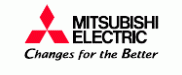 MITSUBISHI
ELECTRIC
Changes for the Better